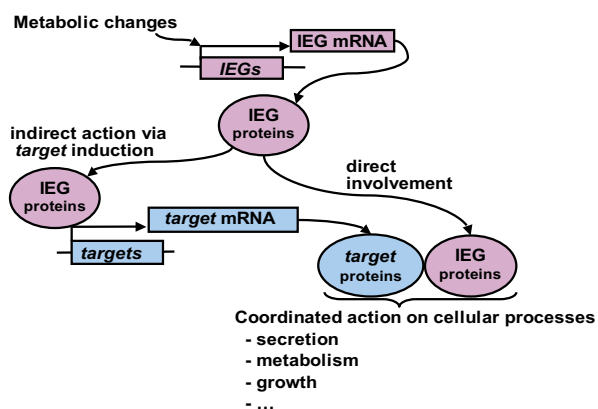 Metabolic changes
IEG mRNA
IEGs
IEG
proteins
indirect action via
target induction
direct
involvement
IEG
proteins
target mRNA
targets
target
proteins
IEG
proteins
Coordinated action on cellular processes
- secretion
- metabolism
- growth
- ...